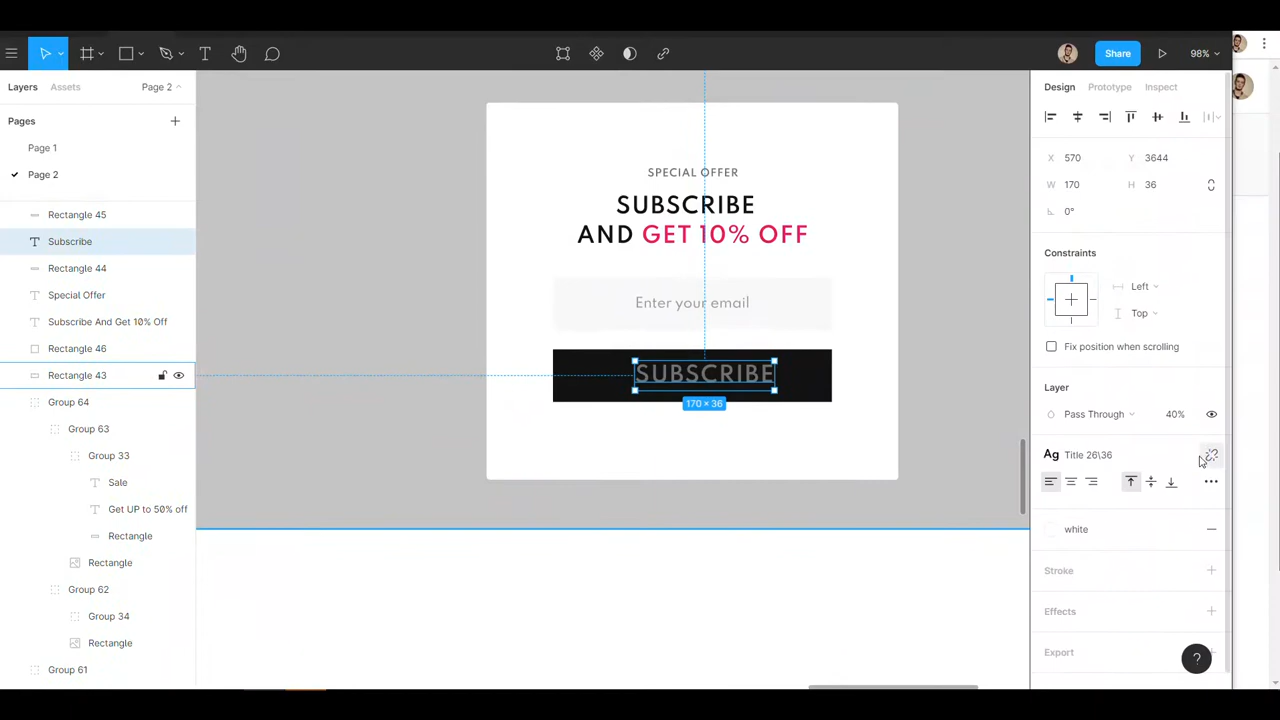 Share
98%
Layers
Assets
Page 2
Design
Prototype
Inspect
Pages
Page 1
Page 2
Rectangle 45
Subscribe
Rectangle 44
Special Offer
Subscribe And Get 10% Off
Rectangle 46
Rectangle 43
Group 64
Group 63
Group 33
Sale
Get UP to 50% off
Rectangle
Rectangle
Group 62
Group 34
Rectangle
Group 61
SPECIAL OFFER
SUBSCRIBE
AND GET 10% OFF
Enter your email
SUBSCRIBE
170 × 36
X 570 Y 3644
W 170 H 36
0°
Constraints
Left
Top
Fix position when scrolling
Layer
Pass Through 40%
Ag Title 26\36
white
Stroke
Effects
Export
?